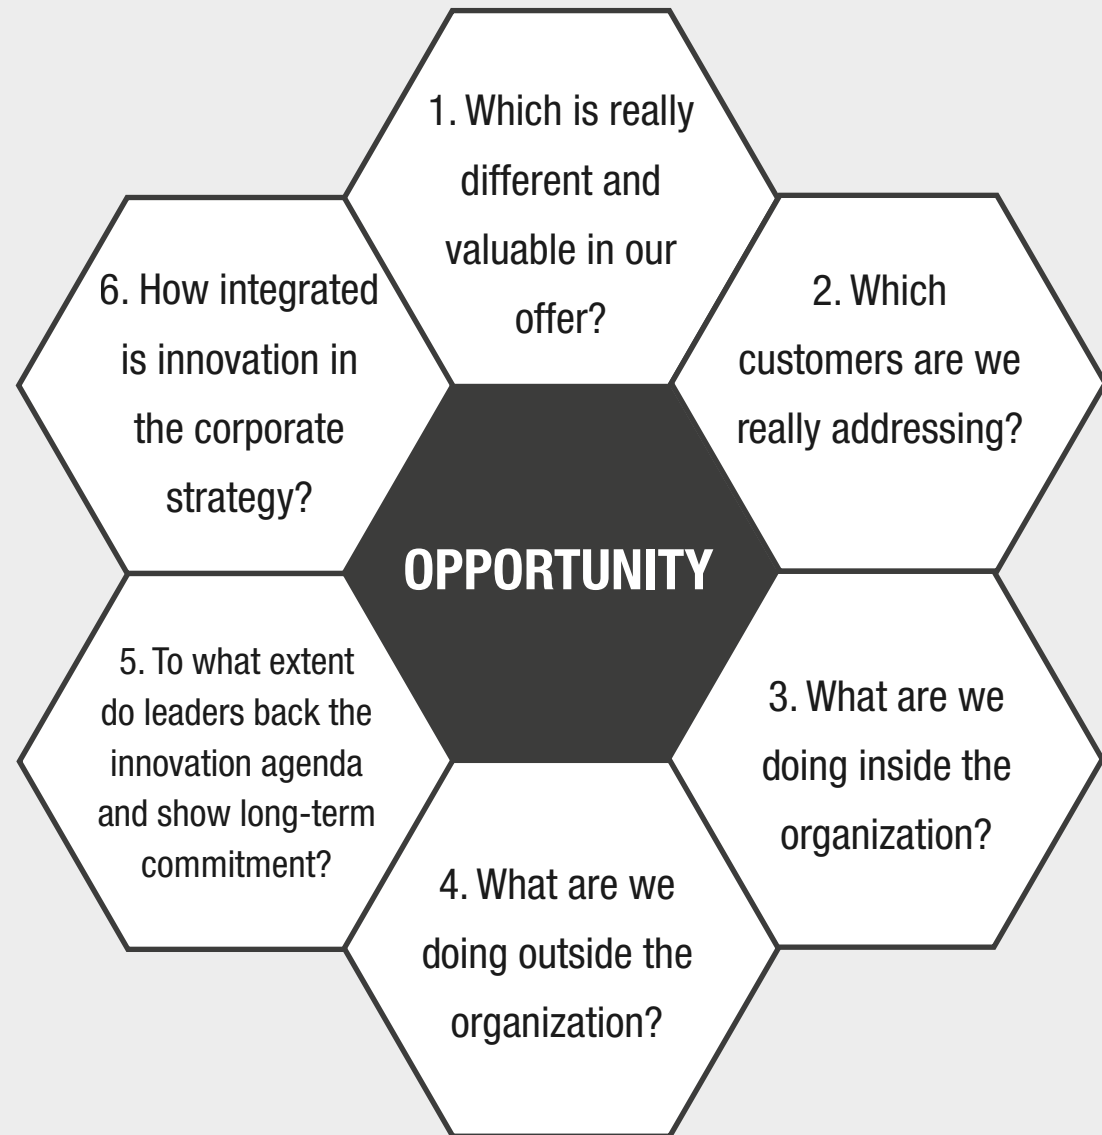 1. Which is really
different and
valuable in our
offer?
2. Which
customers are we
really addressing?
3. What are we
doing inside the
organization?
4. What are we
doing outside the
organization?
5. To what extent
do leaders back the
innovation agenda
and show long-term
commitment?
6. How integrated
is innovation in
the corporate
strategy?
OPPORTUNITY